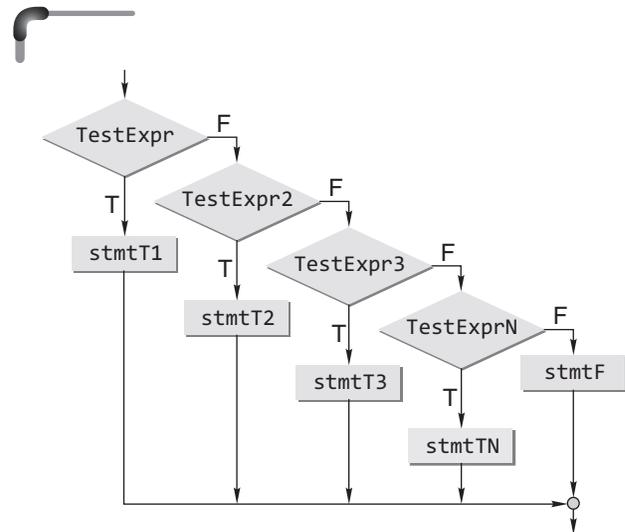 F
TestExpr
F
TestExpr2
T
F
stmtT1
TestExpr3
T
F
stmtT2
TestExprN
T
stmtF
stmtT3
T
stmtTN